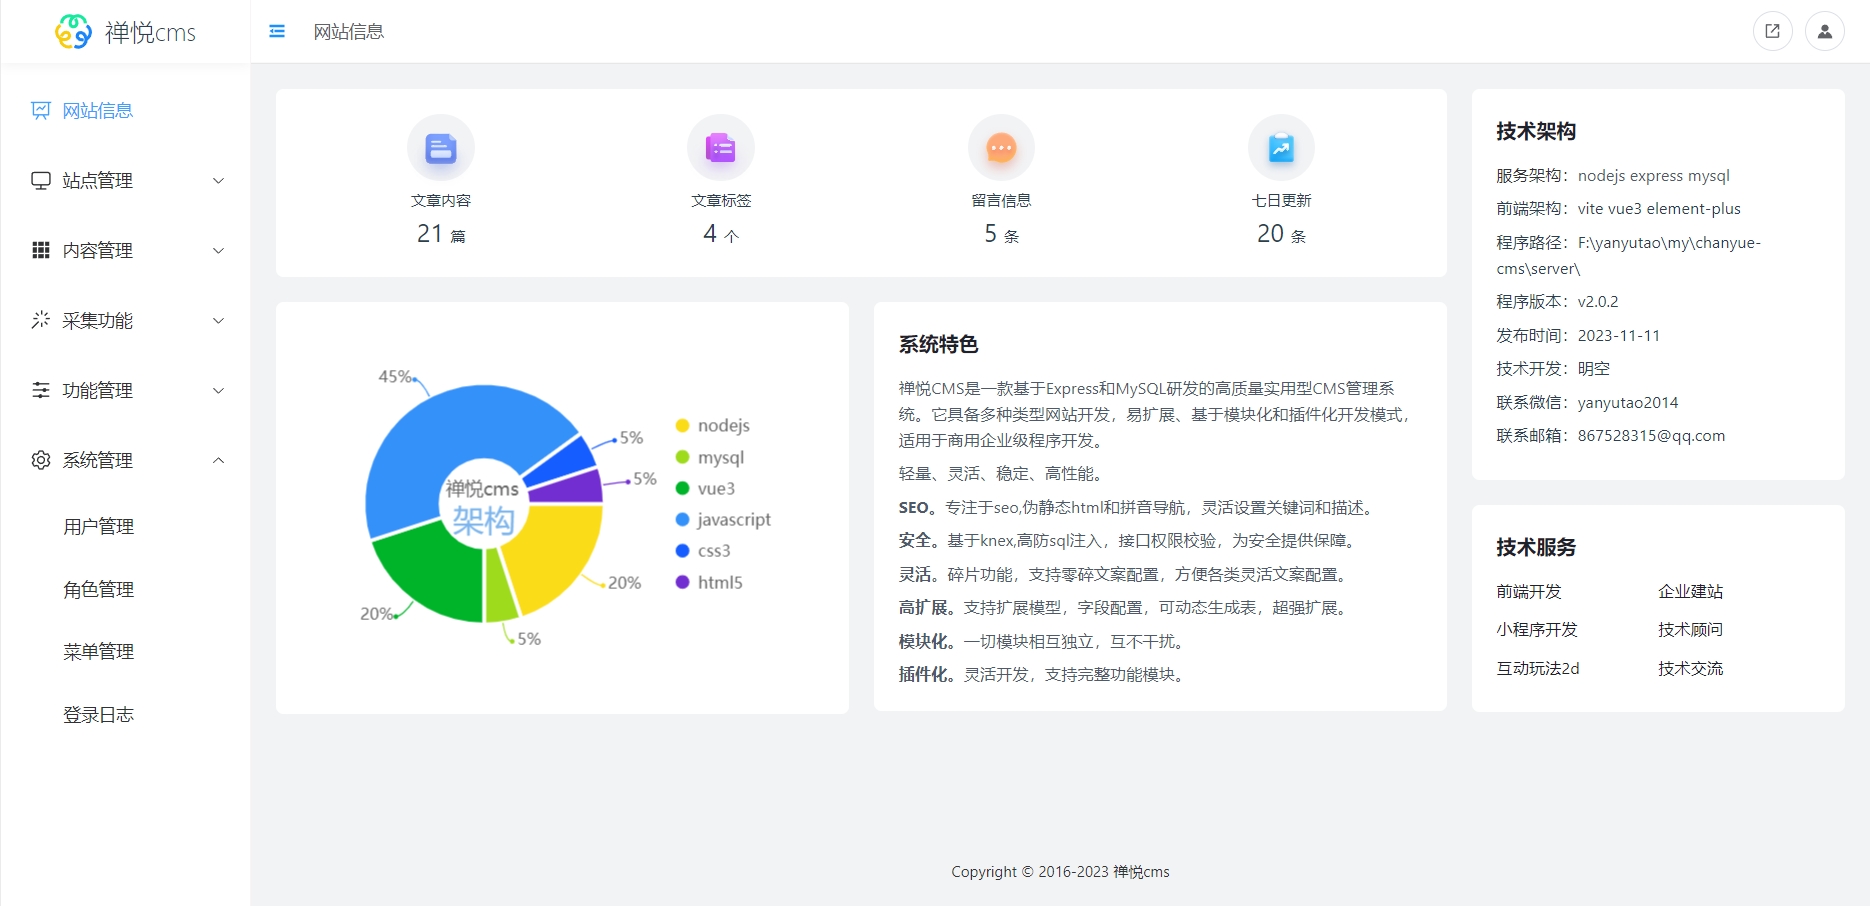 禅悦cms
网站信息
网站信息
站点管理
内容管理
采集功能
功能管理
系统管理
用户管理
角色管理
菜单管理
登录日志
文章内容
21 篇
文章标签
4 个
留言信息
5 条
七日更新
20 条
45%
5%
5%
20%
5%
20%
禅悦cms
架构
nodejs
mysql
vue3
javascript
css3
html5
系统特色
禅悦CMS是一款基于Express和MySQL研发的高质量实用型CMS管理系
统。它具备多种类型网站开发，易扩展、基于模块化和插件化开发模式，
适用于商用企业级程序开发。
轻量、灵活、稳定、高性能。
SEO。专注于seo,伪静态html和拼音导航，灵活设置关键词和描述。
安全。基于knex,高防sql注入，接口权限校验，为安全提供保障。
灵活。碎片功能，支持零碎文案配置，方便各类灵活文案配置。
高扩展。支持扩展模型，字段配置，可动态生成表，超强扩展。
模块化。一切模块相互独立，互不干扰。
插件化。灵活开发，支持完整功能模块。
技术架构
服务架构：nodejs express mysql
前端架构：vite vue3 element-plus
程序路径：F:\yanyutao\my\chanyue-
cms\server\
程序版本：v2.0.2
发布时间：2023-11-11
技术开发：明空
联系微信：yanyutao2014
联系邮箱：867528315@qq.com
技术服务
前端开发 企业建站
小程序开发 技术顾问
互动玩法2d 技术交流
Copyright © 2016-2023 禅悦cms